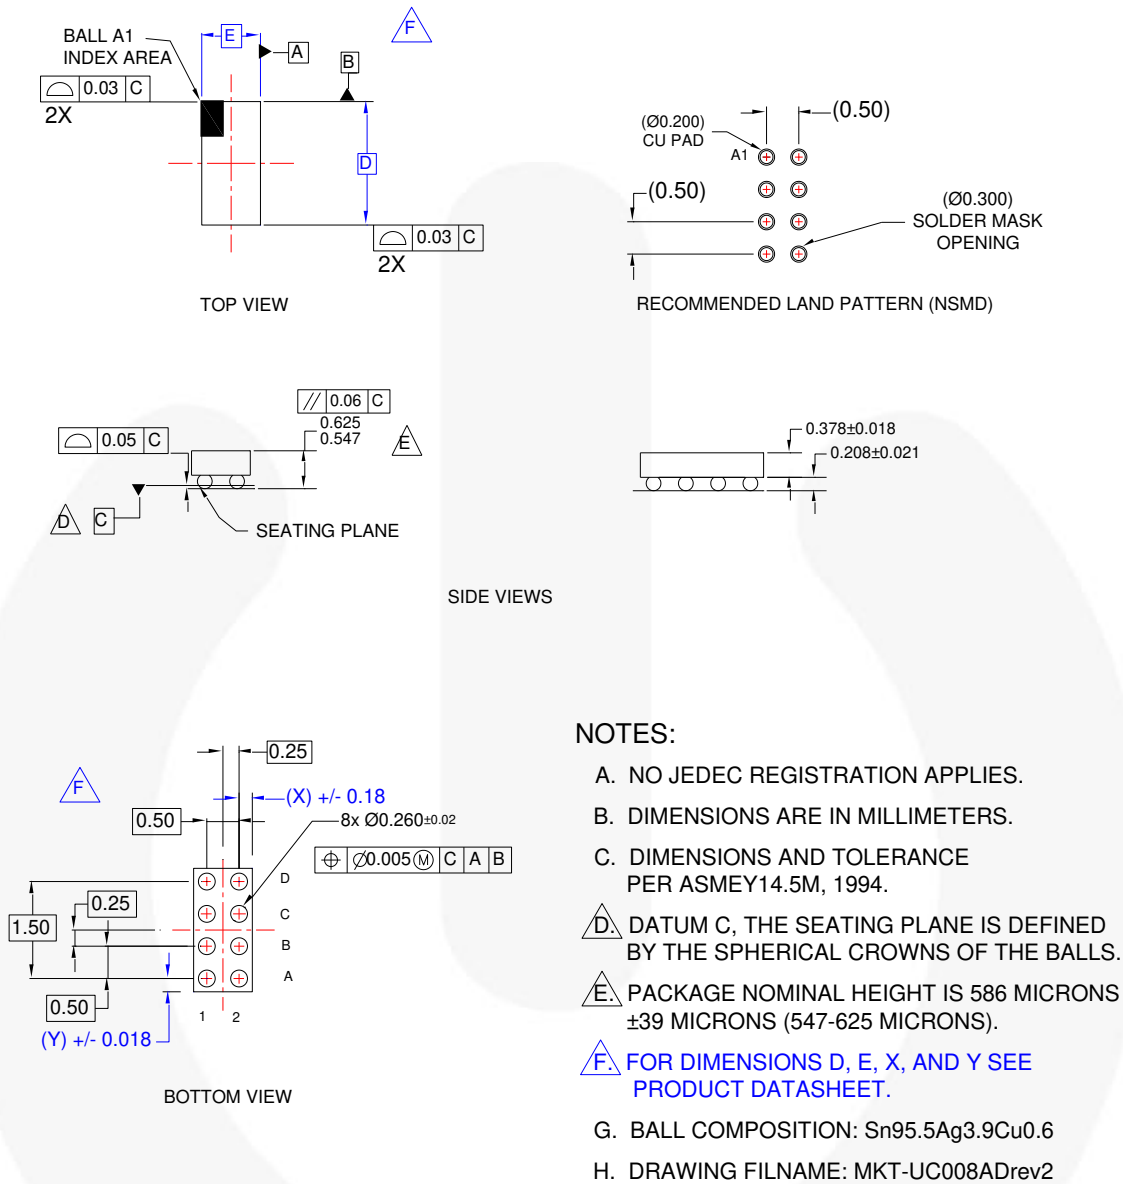 BALL A1
INDEX AREA
E
A
B
F
0.03 C
2X
D
0.03 C
2X
TOP VIEW
(0.50)
(Ø0.200)
CU PAD
A1
(0.50)
(Ø0.300)
SOLDER MASK
OPENING
RECOMMENDED LAND PATTERN (NSMD)
// 0.06 C
0.625
0.547
E
0.05 C
D C
SEATING PLANE
0.378±0.018
0.208±0.021
SIDE VIEWS
F
0.25
(X) +/- 0.18
0.50
8x Ø0.260±0.02
⌖ Ø0.005Ⓜ C A B
D
0.25
C
1.50
B
A
0.50
1 2
(Y) +/- 0.018
BOTTOM VIEW
NOTES:
A. NO JEDEC REGISTRATION APPLIES.
B. DIMENSIONS ARE IN MILLIMETERS.
C. DIMENSIONS AND TOLERANCE
PER ASMEY14.5M, 1994.
D. DATUM C, THE SEATING PLANE IS DEFINED
BY THE SPHERICAL CROWNS OF THE BALLS.
E. PACKAGE NOMINAL HEIGHT IS 586 MICRONS
±39 MICRONS (547-625 MICRONS).
F. FOR DIMENSIONS D, E, X, AND Y SEE
PRODUCT DATASHEET.
G. BALL COMPOSITION: Sn95.5Ag3.9Cu0.6
H. DRAWING FILNAME: MKT-UC008ADrev2